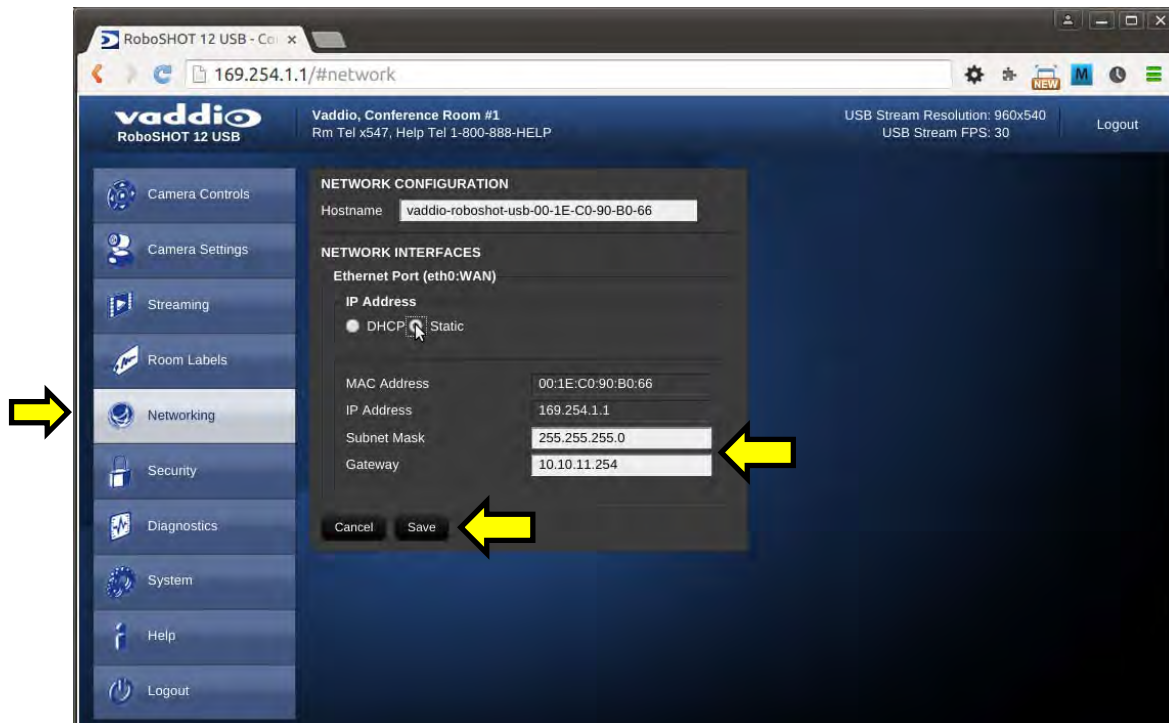 RoboSHOT 12 USB - Co
169.254.1.1/#network
NEW
M
vaddio
RoboSHOT 12 USB
Vaddio, Conference Room #1
Rm Tel x547, Help Tel 1-800-888-HELP
USB Stream Resolution: 960x540
USB Stream FPS: 30
Logout
Camera Controls
Camera Settings
Streaming
Room Labels
Networking
Security
Diagnostics
System
Help
Logout
NETWORK CONFIGURATION
Hostname vaddio-roboshot-usb-00-1E-C0-90-B0-66
NETWORK INTERFACES
Ethernet Port (eth0:WAN)
IP Address
DHCP Static
MAC Address 00:1E:C0:90:B0:66
IP Address 169.254.1.1
Subnet Mask 255.255.255.0
Gateway 10.10.11.254
Cancel Save